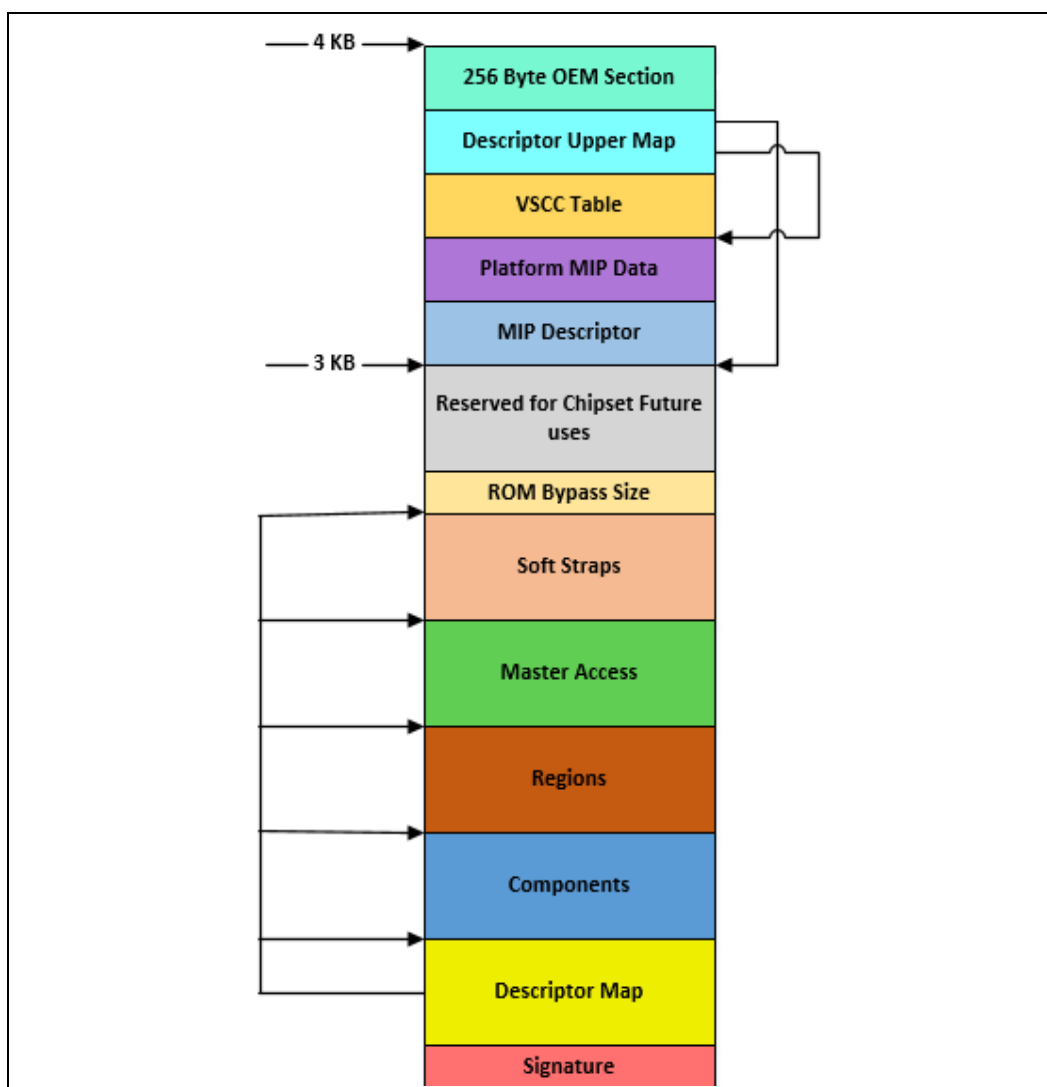 4 KB
256 Byte OEM Section
Descriptor Upper Map
VSCC Table
Platform MIP Data
MIP Descriptor
3 KB
Reserved for Chipset Future
uses
ROM Bypass Size
Soft Straps
Master Access
Regions
Components
Descriptor Map
Signature